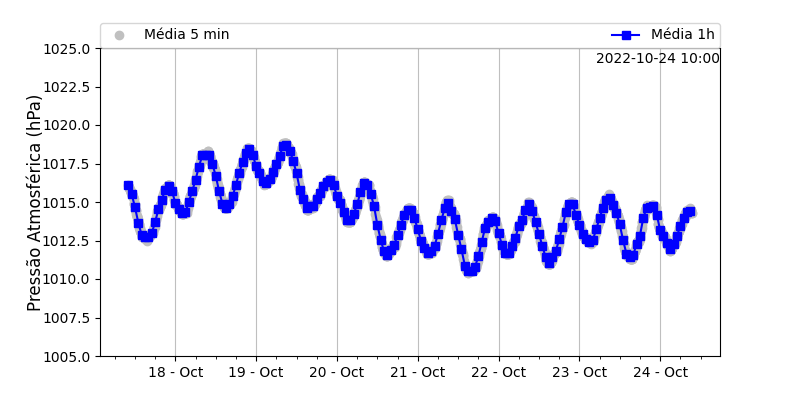 Média 5 min
Média 1h
2022-10-24 10:00
Pressão Atmosférica (hPa)
1025.0
1022.5
1020.0
1017.5
1015.0
1012.5
1010.0
1007.5
1005.0
18 - Oct
19 - Oct
20 - Oct
21 - Oct
22 - Oct
23 - Oct
24 - Oct